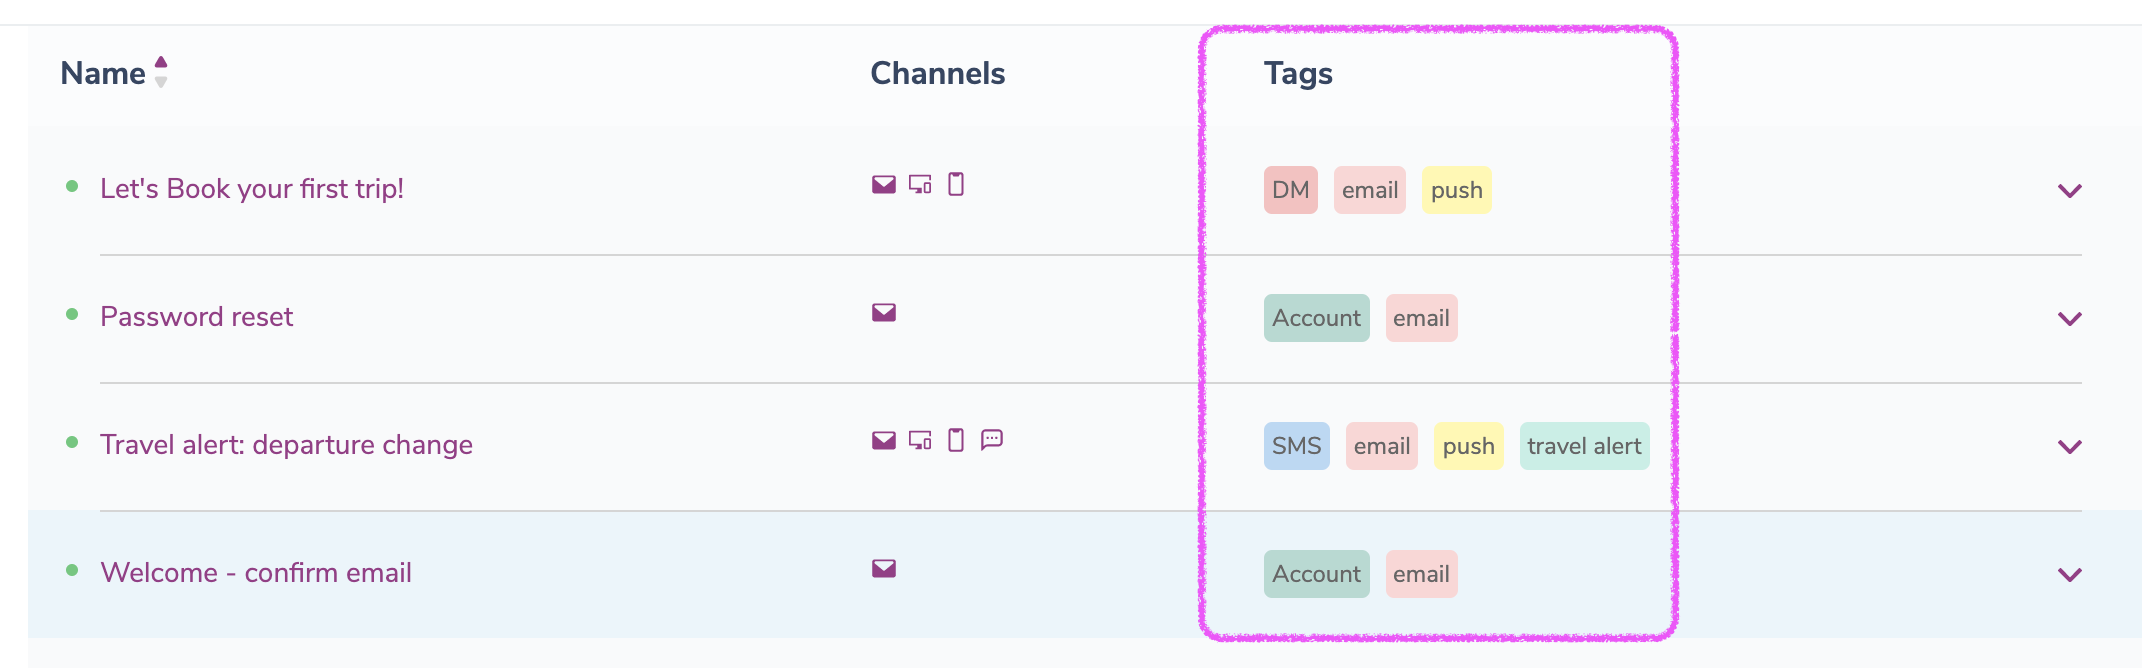 Name Channels Tags
Let's Book your first trip! DM email push
Password reset Account email
Travel alert: departure change SMS email push travel alert
Welcome - confirm email Account email